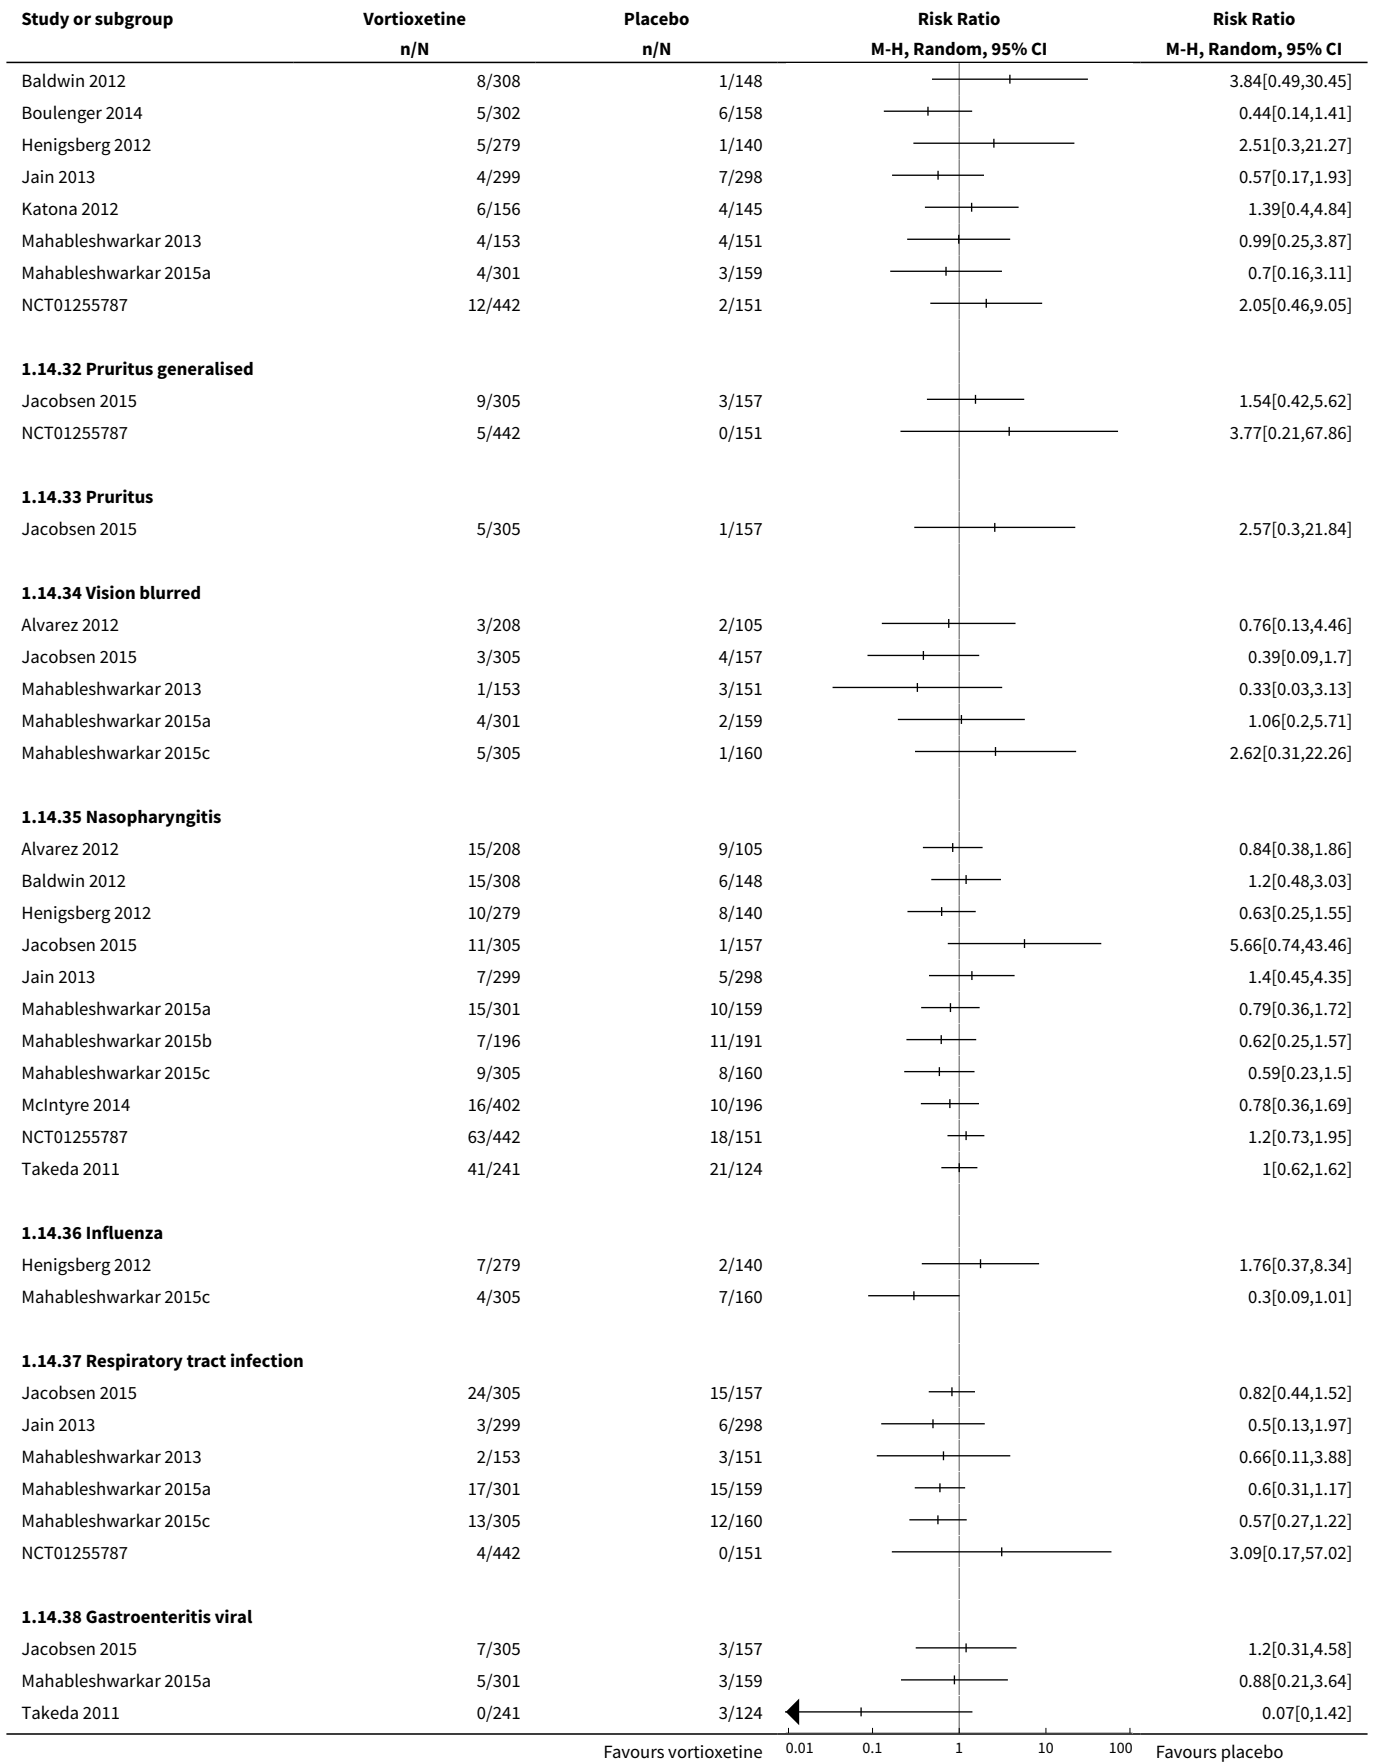 Study or subgroup Vortioxetine Placebo Risk Ratio Risk Ratio
n/N n/N M-H, Random, 95% CI M-H, Random, 95% CI
Baldwin 2012 8/308 1/148 3.84[0.49,30.45]
Boulenger 2014 5/302 6/158 0.44[0.14,1.41]
Henigsberg 2012 5/279 1/140 2.51[0.3,21.27]
Jain 2013 4/299 7/298 0.57[0.17,1.93]
Katona 2012 6/156 4/145 1.39[0.4,4.84]
Mahableshwarkar 2013 4/153 4/151 0.99[0.25,3.87]
Mahableshwarkar 2015a 4/301 3/159 0.7[0.16,3.11]
NCT01255787 12/442 2/151 2.05[0.46,9.05]
1.14.32 Pruritus generalised
Jacobsen 2015 9/305 3/157 1.54[0.42,5.62]
NCT01255787 5/442 0/151 3.77[0.21,67.86]
1.14.33 Pruritus
Jacobsen 2015 5/305 1/157 2.57[0.3,21.84]
1.14.34 Vision blurred
Alvarez 2012 3/208 2/105 0.76[0.13,4.46]
Jacobsen 2015 3/305 4/157 0.39[0.09,1.7]
Mahableshwarkar 2013 1/153 3/151 0.33[0.03,3.13]
Mahableshwarkar 2015a 4/301 2/159 1.06[0.2,5.71]
Mahableshwarkar 2015c 5/305 1/160 2.62[0.31,22.26]
1.14.35 Nasopharyngitis
Alvarez 2012 15/208 9/105 0.84[0.38,1.86]
Baldwin 2012 15/308 6/148 1.2[0.48,3.03]
Henigsberg 2012 10/279 8/140 0.63[0.25,1.55]
Jacobsen 2015 11/305 1/157 5.66[0.74,43.46]
Jain 2013 7/299 5/298 1.4[0.45,4.35]
Mahableshwarkar 2015a 15/301 10/159 0.79[0.36,1.72]
Mahableshwarkar 2015b 7/196 11/191 0.62[0.25,1.57]
Mahableshwarkar 2015c 9/305 8/160 0.59[0.23,1.5]
McIntyre 2014 16/402 10/196 0.78[0.36,1.69]
NCT01255787 63/442 18/151 1.2[0.73,1.95]
Takeda 2011 41/241 21/124 1[0.62,1.62]
1.14.36 Influenza
Henigsberg 2012 7/279 2/140 1.76[0.37,8.34]
Mahableshwarkar 2015c 4/305 7/160 0.3[0.09,1.01]
1.14.37 Respiratory tract infection
Jacobsen 2015 24/305 15/157 0.82[0.44,1.52]
Jain 2013 3/299 6/298 0.5[0.13,1.97]
Mahableshwarkar 2013 2/153 3/151 0.66[0.11,3.88]
Mahableshwarkar 2015a 17/301 15/159 0.6[0.31,1.17]
Mahableshwarkar 2015c 13/305 12/160 0.57[0.27,1.22]
NCT01255787 4/442 0/151 3.09[0.17,57.02]
1.14.38 Gastroenteritis viral
Jacobsen 2015 7/305 3/157 1.2[0.31,4.58]
Mahableshwarkar 2015a 5/301 3/159 0.88[0.21,3.64]
Takeda 2011 0/241 3/124 0.07[0,1.42]
Favours vortioxetine 0.01 0.1 1 10 100 Favours placebo